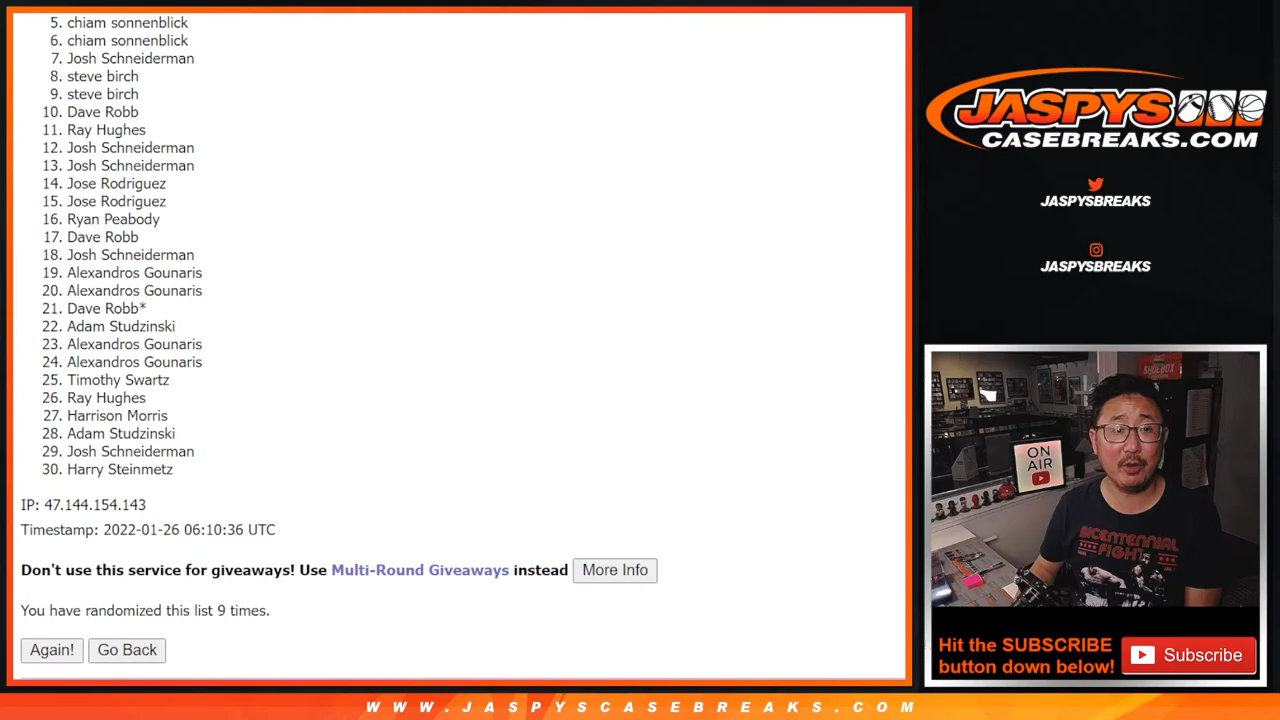 5. chiam sonnenblick
6. chiam sonnenblick
7. Josh Schneiderman
8. steve birch
9. steve birch
10. Dave Robb
11. Ray Hughes
12. Josh Schneiderman
13. Josh Schneiderman
14. Jose Rodriguez
15. Jose Rodriguez
16. Ryan Peabody
17. Dave Robb
18. Josh Schneiderman
19. Alexandros Gounaris
20. Alexandros Gounaris
21. Dave Robb*
22. Adam Studzinski
23. Alexandros Gounaris
24. Alexandros Gounaris
25. Timothy Swartz
26. Ray Hughes
27. Harrison Morris
28. Adam Studzinski
29. Josh Schneiderman
30. Harry Steinmetz
IP: 47.144.154.143
Timestamp: 2022-01-26 06:10:36 UTC
Don't use this service for giveaways! Use Multi-Round Giveaways instead More Info
You have randomized this list 9 times.
Again! Go Back
JASPYS
CASEBREAKS.COM
JASPYSBREAKS
JASPYSBREAKS
SHOEBOX
ON
AIR
BICENTENNIAL
FIGHT
Hit the SUBSCRIBE
button down below!
Subscribe
WWW.JASPYSCASEBREAKS.COM